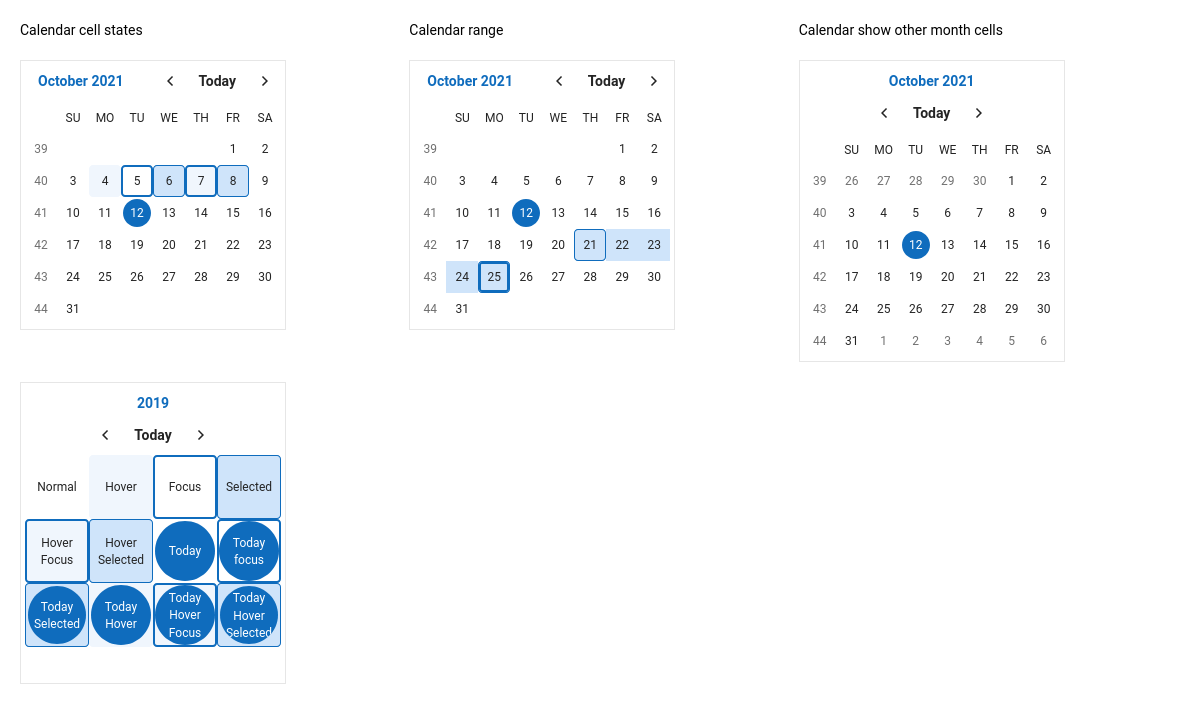 Calendar cell states
October 2021 Today
SU MO TU WE TH FR SA
39 1 2
40 3 4 5 6 7 8 9
41 10 11 12 13 14 15 16
42 17 18 19 20 21 22 23
43 24 25 26 27 28 29 30
44 31
Calendar range
October 2021 Today
SU MO TU WE TH FR SA
39 1 2
40 3 4 5 6 7 8 9
41 10 11 12 13 14 15 16
42 17 18 19 20 21 22 23
43 24 25 26 27 28 29 30
44 31
Calendar show other month cells
October 2021
Today
SU MO TU WE TH FR SA
39 26 27 28 29 30 1 2
40 3 4 5 6 7 8 9
41 10 11 12 13 14 15 16
42 17 18 19 20 21 22 23
43 24 25 26 27 28 29 30
44 31 1 2 3 4 5 6
2019
Today
Normal
Hover
Focus
Selected
Hover
Focus
Hover
Selected
Today
Today
focus
Today
Selected
Today
Hover
Today
Hover
Focus
Today
Hover
Selected